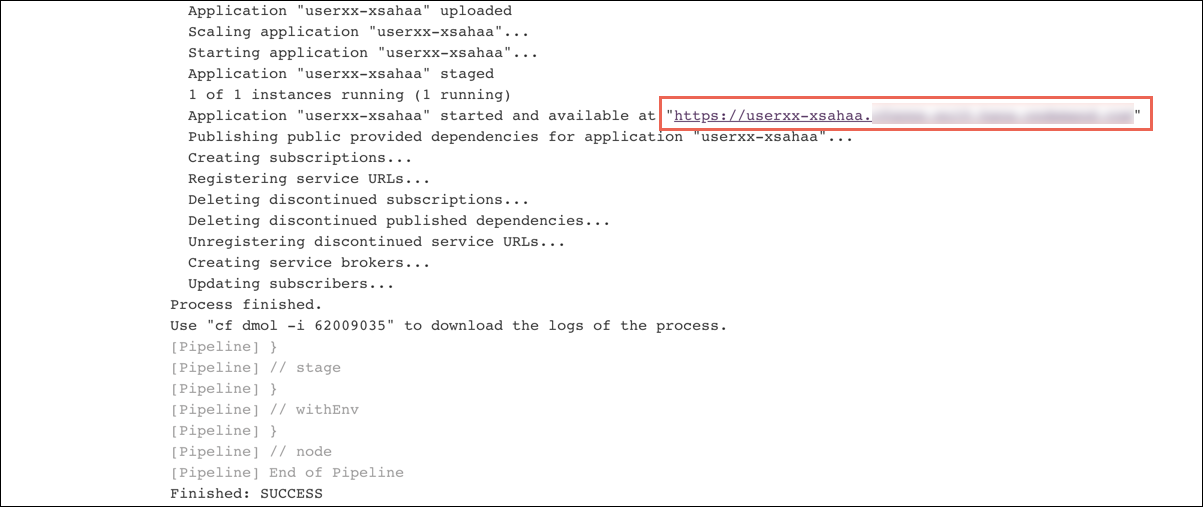 Application "userxx-xsahaa" uploaded
Scaling application "userxx-xsahaa"...
Starting application "userxx-xsahaa"...
Application "userxx-xsahaa" staged
1 of 1 instances running (1 running)
Application "userxx-xsahaa" started and available at "https://userxx-xsahaa. "
Publishing public provided dependencies for application "userxx-xsahaa"...
Creating subscriptions...
Registering service URLs...
Deleting discontinued subscriptions...
Deleting discontinued published dependencies...
Unregistering discontinued service URLs...
Creating service brokers...
Updating subscribers...
Process finished.
Use "cf dmol -i 62009035" to download the logs of the process.
[Pipeline] }
[Pipeline] // stage
[Pipeline] }
[Pipeline] // withEnv
[Pipeline] }
[Pipeline] // node
[Pipeline] End of Pipeline
Finished: SUCCESS